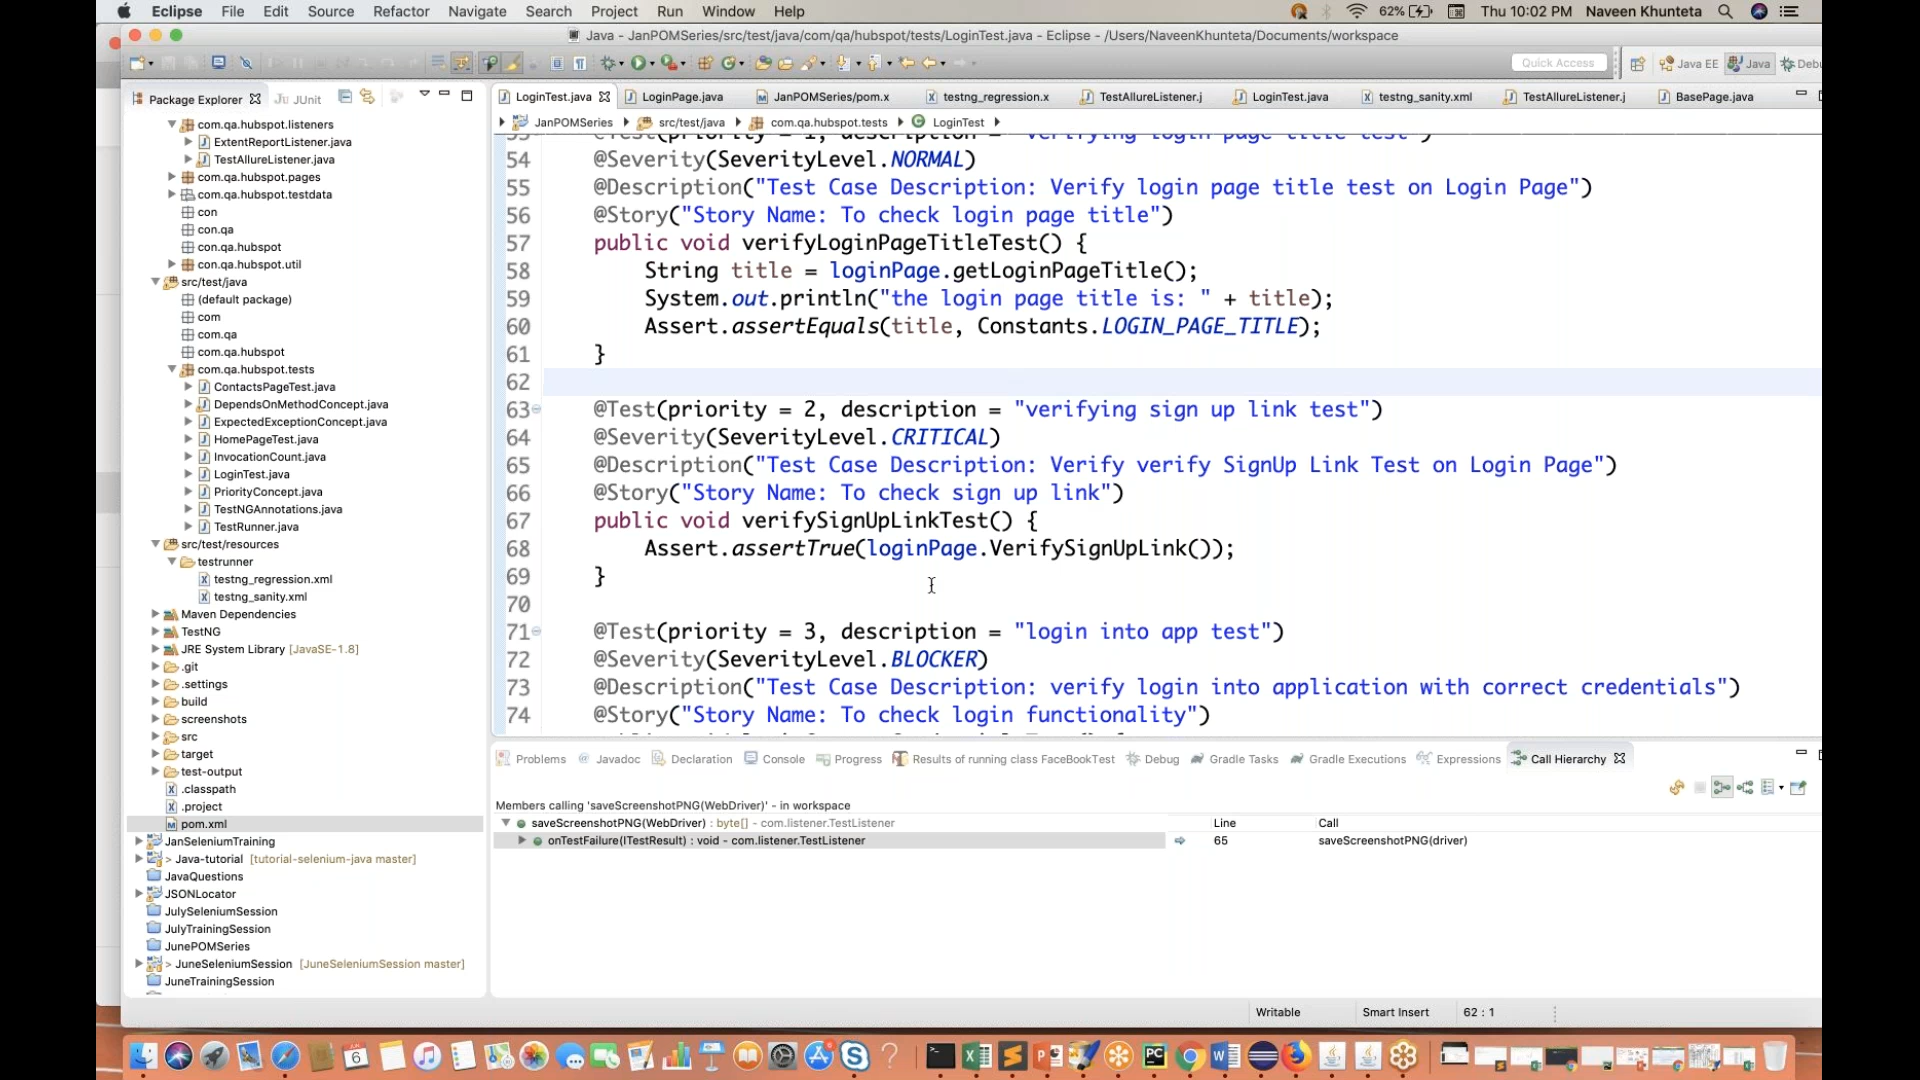 Eclipse File Edit Source Refactor Navigate Search Project Run Window Help 62% Thu 10:02 PM Naveen Khunteta
Java - JanPOMSeries/src/test/java/com/qa/hubspot/tests/LoginTest.java - Eclipse - /Users/NaveenKhunteta/Documents/workspace
Quick Access Java EE Java Debu
Package Explorer JUnit
LoginTest.java LoginPage.java JanPOMSeries/pom.x testng_regression.x TestAllureListener.j LoginTest.java testng_sanity.xml TestAllureListener.j BasePage.java
JanPOMSeries src/test/java com.qa.hubspot.tests LoginTest
com.qa.hubspot.listeners
ExtentReportListener.java
TestAllureListener.java
com.qa.hubspot.pages
com.qa.hubspot.testdata
con
con.qa
con.qa.hubspot
con.qa.hubspot.util
src/test/java
(default package)
com
com.qa
com.qa.hubspot
com.qa.hubspot.tests
ContactsPageTest.java
DependsOnMethodConcept.java
ExpectedExceptionConcept.java
HomePageTest.java
InvocationCount.java
LoginTest.java
PriorityConcept.java
TestNGAnnotations.java
TestRunner.java
src/test/resources
testrunner
testng_regression.xml
testng_sanity.xml
Maven Dependencies
TestNG
JRE System Library [JavaSE-1.8]
.git
.settings
build
screenshots
src
target
test-output
.classpath
.project
pom.xml
JanSeleniumTraining
> Java-tutorial [tutorial-selenium-java master]
JavaQuestions
JSONLocator
JulySeleniumSession
JulyTrainingSession
JunePOMSeries
> JuneSeleniumSession [JuneSeleniumSession master]
JuneTrainingSession
53 @Test(priority = 1, description = "verifying login page title test")
54 @Severity(SeverityLevel.NORMAL)
55 @Description("Test Case Description: Verify login page title test on Login Page")
56 @Story("Story Name: To check login page title")
57 public void verifyLoginPageTitleTest() {
58 String title = loginPage.getLoginPageTitle();
59 System.out.println("the login page title is: " + title);
60 Assert.assertEquals(title, Constants.LOGIN_PAGE_TITLE);
61 }
62
63 @Test(priority = 2, description = "verifying sign up link test")
64 @Severity(SeverityLevel.CRITICAL)
65 @Description("Test Case Description: Verify verify SignUp Link Test on Login Page")
66 @Story("Story Name: To check sign up link")
67 public void verifySignUpLinkTest() {
68 Assert.assertTrue(loginPage.VerifySignUpLink());
69 }
70
71 @Test(priority = 3, description = "login into app test")
72 @Severity(SeverityLevel.BLOCKER)
73 @Description("Test Case Description: verify login into application with correct credentials")
74 @Story("Story Name: To check login functionality")
Problems Javadoc Declaration Console Progress Results of running class FaceBookTest Debug Gradle Tasks Gradle Executions Expressions Call Hierarchy
Members calling 'saveScreenshotPNG(WebDriver)' - in workspace
saveScreenshotPNG(WebDriver) : byte[] - com.listener.TestListener
onTestFailure(ITestResult) : void - com.listener.TestListener
Line Call
65 saveScreenshotPNG(driver)
Writable Smart Insert 62 : 1